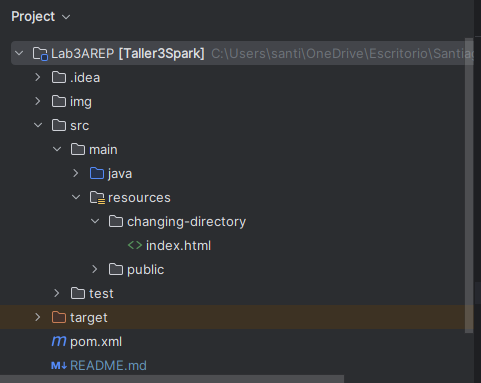 Project
Lab3AREP [Taller3Spark] C:\Users\santi\OneDrive\Escritorio\Santia
.idea
img
src
main
java
resources
changing-directory
<> index.html
public
test
target
m pom.xml
M↓ README.md